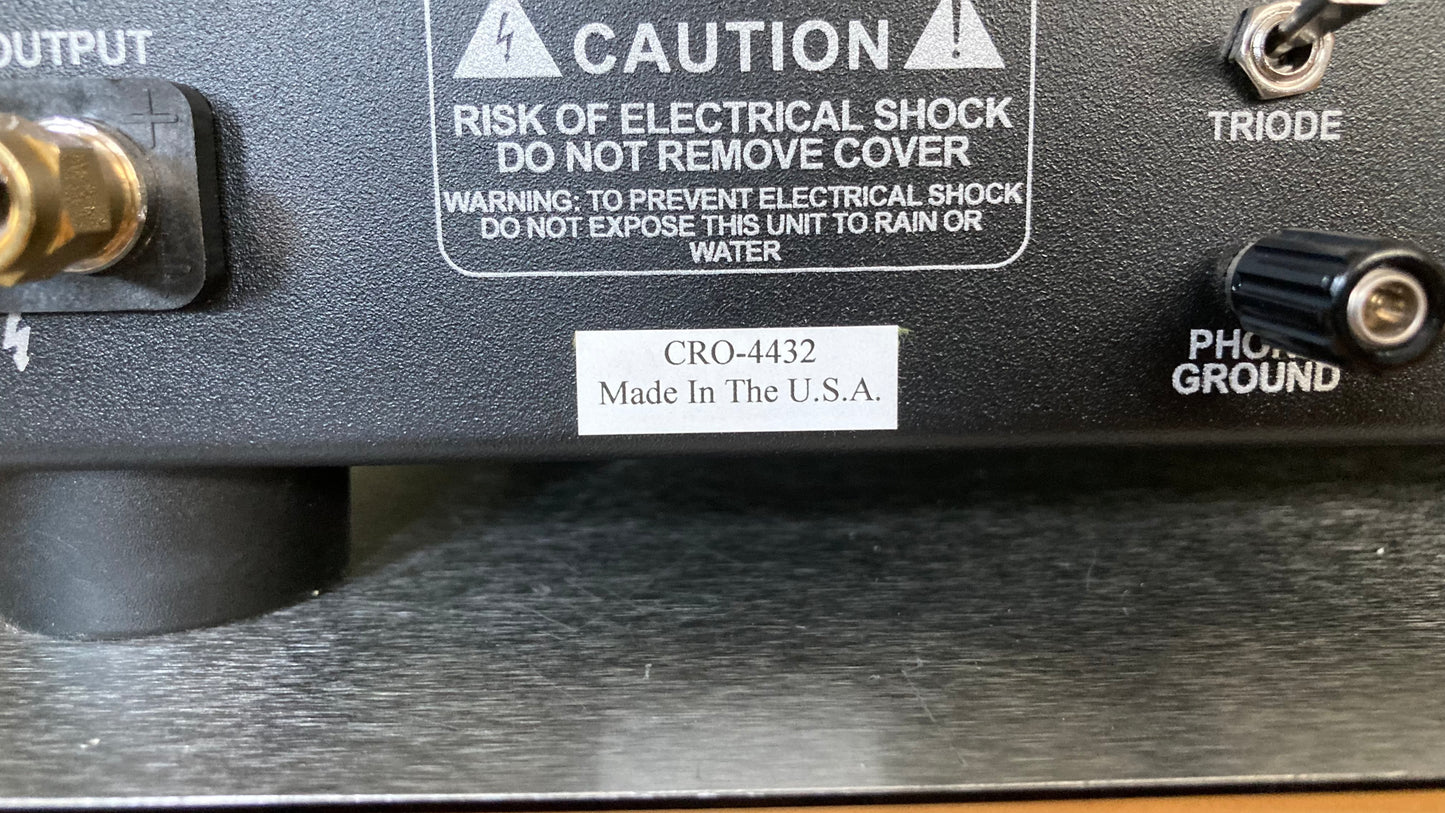 OUTPUT
CAUTION
RISK OF ELECTRICAL SHOCK
DO NOT REMOVE COVER
WARNING: TO PREVENT ELECTRICAL SHOCK
DO NOT EXPOSE THIS UNIT TO RAIN OR
WATER
TRIODE
PHONO
GROUND
CRO-4432
Made In The U.S.A.